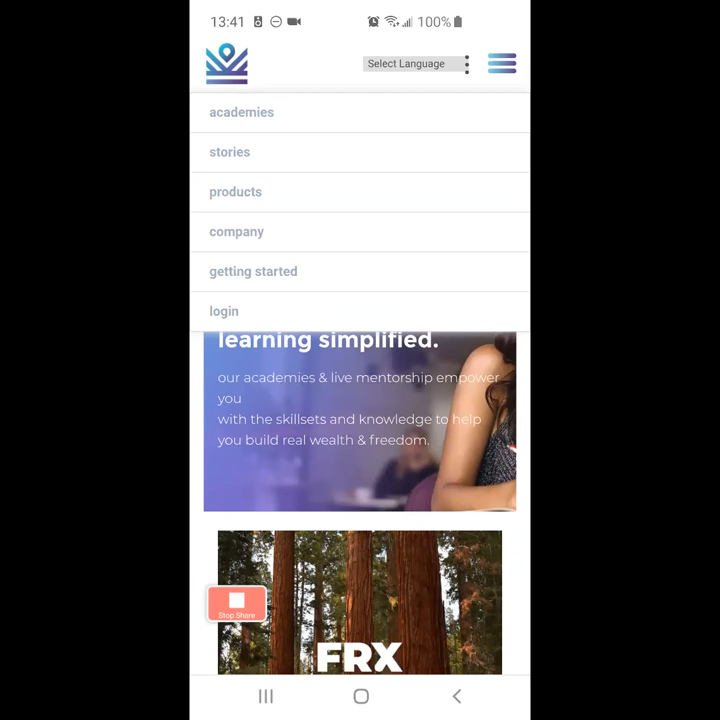 13:41
100%
Select Language
academies
stories
products
company
getting started
login
learning simplified.
our academies & live mentorship empower
you
with the skillsets and knowledge to help
you build real wealth & freedom.
Stop Share
FRX